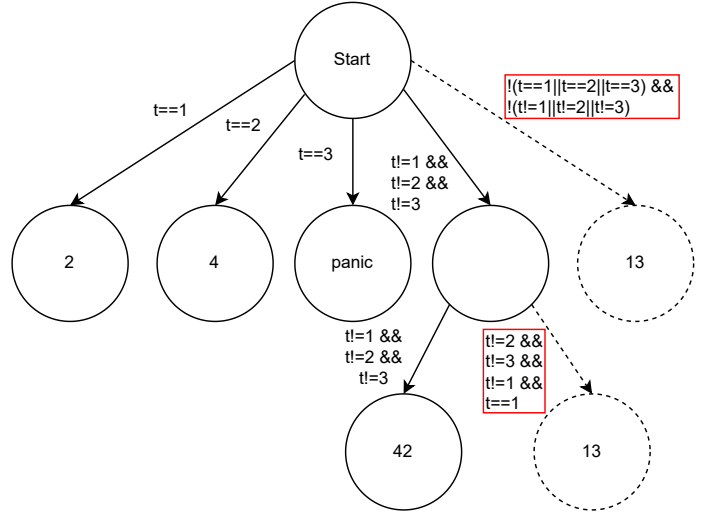 Start
!(t==1||t==2||t==3) &&
!(t!=1||t!=2||t!=3)
t==1
t==2
t==3
t!=1 &&
t!=2 &&
t!=3
2
4
panic
13
t!=1 &&
t!=2 &&
t!=3
t!=2 &&
t!=3 &&
t!=1 &&
t==1
42
13